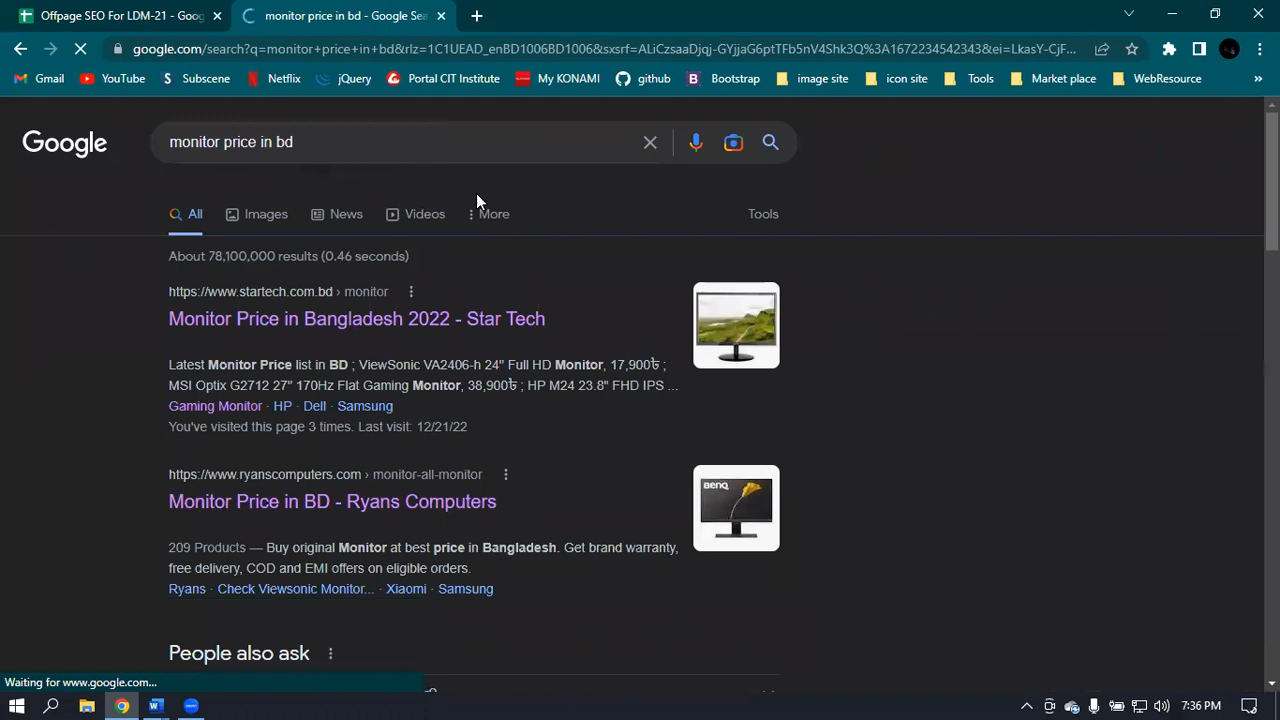 Offpage SEO For LDM-21 - Goog
monitor price in bd - Google Sea
google.com/search?q=monitor+price+in+bd&rlz=1C1UEAD_enBD1006BD1006&sxsrf=ALiCzsaaDjqj-GYjjaG6ptTFb5nV4Shk3Q%3A1672234542343&ei=LkasY-CjF...
Gmail
YouTube
Subscene
Netflix
jQuery
Portal CIT Institute
My KONAMI
github
Bootstrap
image site
icon site
Tools
Market place
WebResource
Google
monitor price in bd
All
Images
News
Videos
More
Tools
About 78,100,000 results (0.46 seconds)
https://www.startech.com.bd › monitor
Monitor Price in Bangladesh 2022 - Star Tech
Latest Monitor Price list in BD ; ViewSonic VA2406-h 24" Full HD Monitor, 17,900৳ ;
MSI Optix G2712 27" 170Hz Flat Gaming Monitor, 38,900৳ ; HP M24 23.8" FHD IPS ...
Gaming Monitor · HP · Dell · Samsung
You've visited this page 3 times. Last visit: 12/21/22
https://www.ryanscomputers.com › monitor-all-monitor
Monitor Price in BD - Ryans Computers
BenQ
209 Products — Buy original Monitor at best price in Bangladesh. Get brand warranty,
free delivery, COD and EMI offers on eligible orders.
Ryans · Check Viewsonic Monitor... · Xiaomi · Samsung
People also ask
Waiting for www.google.com...
7:36 PM